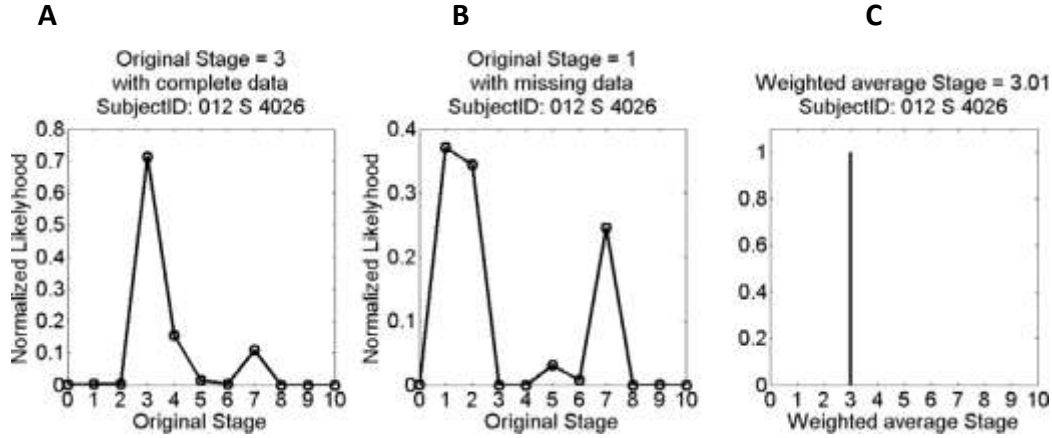 A
Original Stage = 3
with complete data
SubjectID: 012 S 4026
Normalized Likelyhood
0.8
0.7
0.6
0.5
0.4
0.3
0.2
0.1
0
0 1 2 3 4 5 6 7 8 9 10
Original Stage
B
Original Stage = 1
with missing data
SubjectID: 012 S 4026
Normalized Likelyhood
0.4
0.3
0.2
0.1
0
0 1 2 3 4 5 6 7 8 9 10
Original Stage
C
Weighted average Stage = 3.01
SubjectID: 012 S 4026
1
0.8
0.6
0.4
0.2
0
0 1 2 3 4 5 6 7 8 9 10
Weighted average Stage